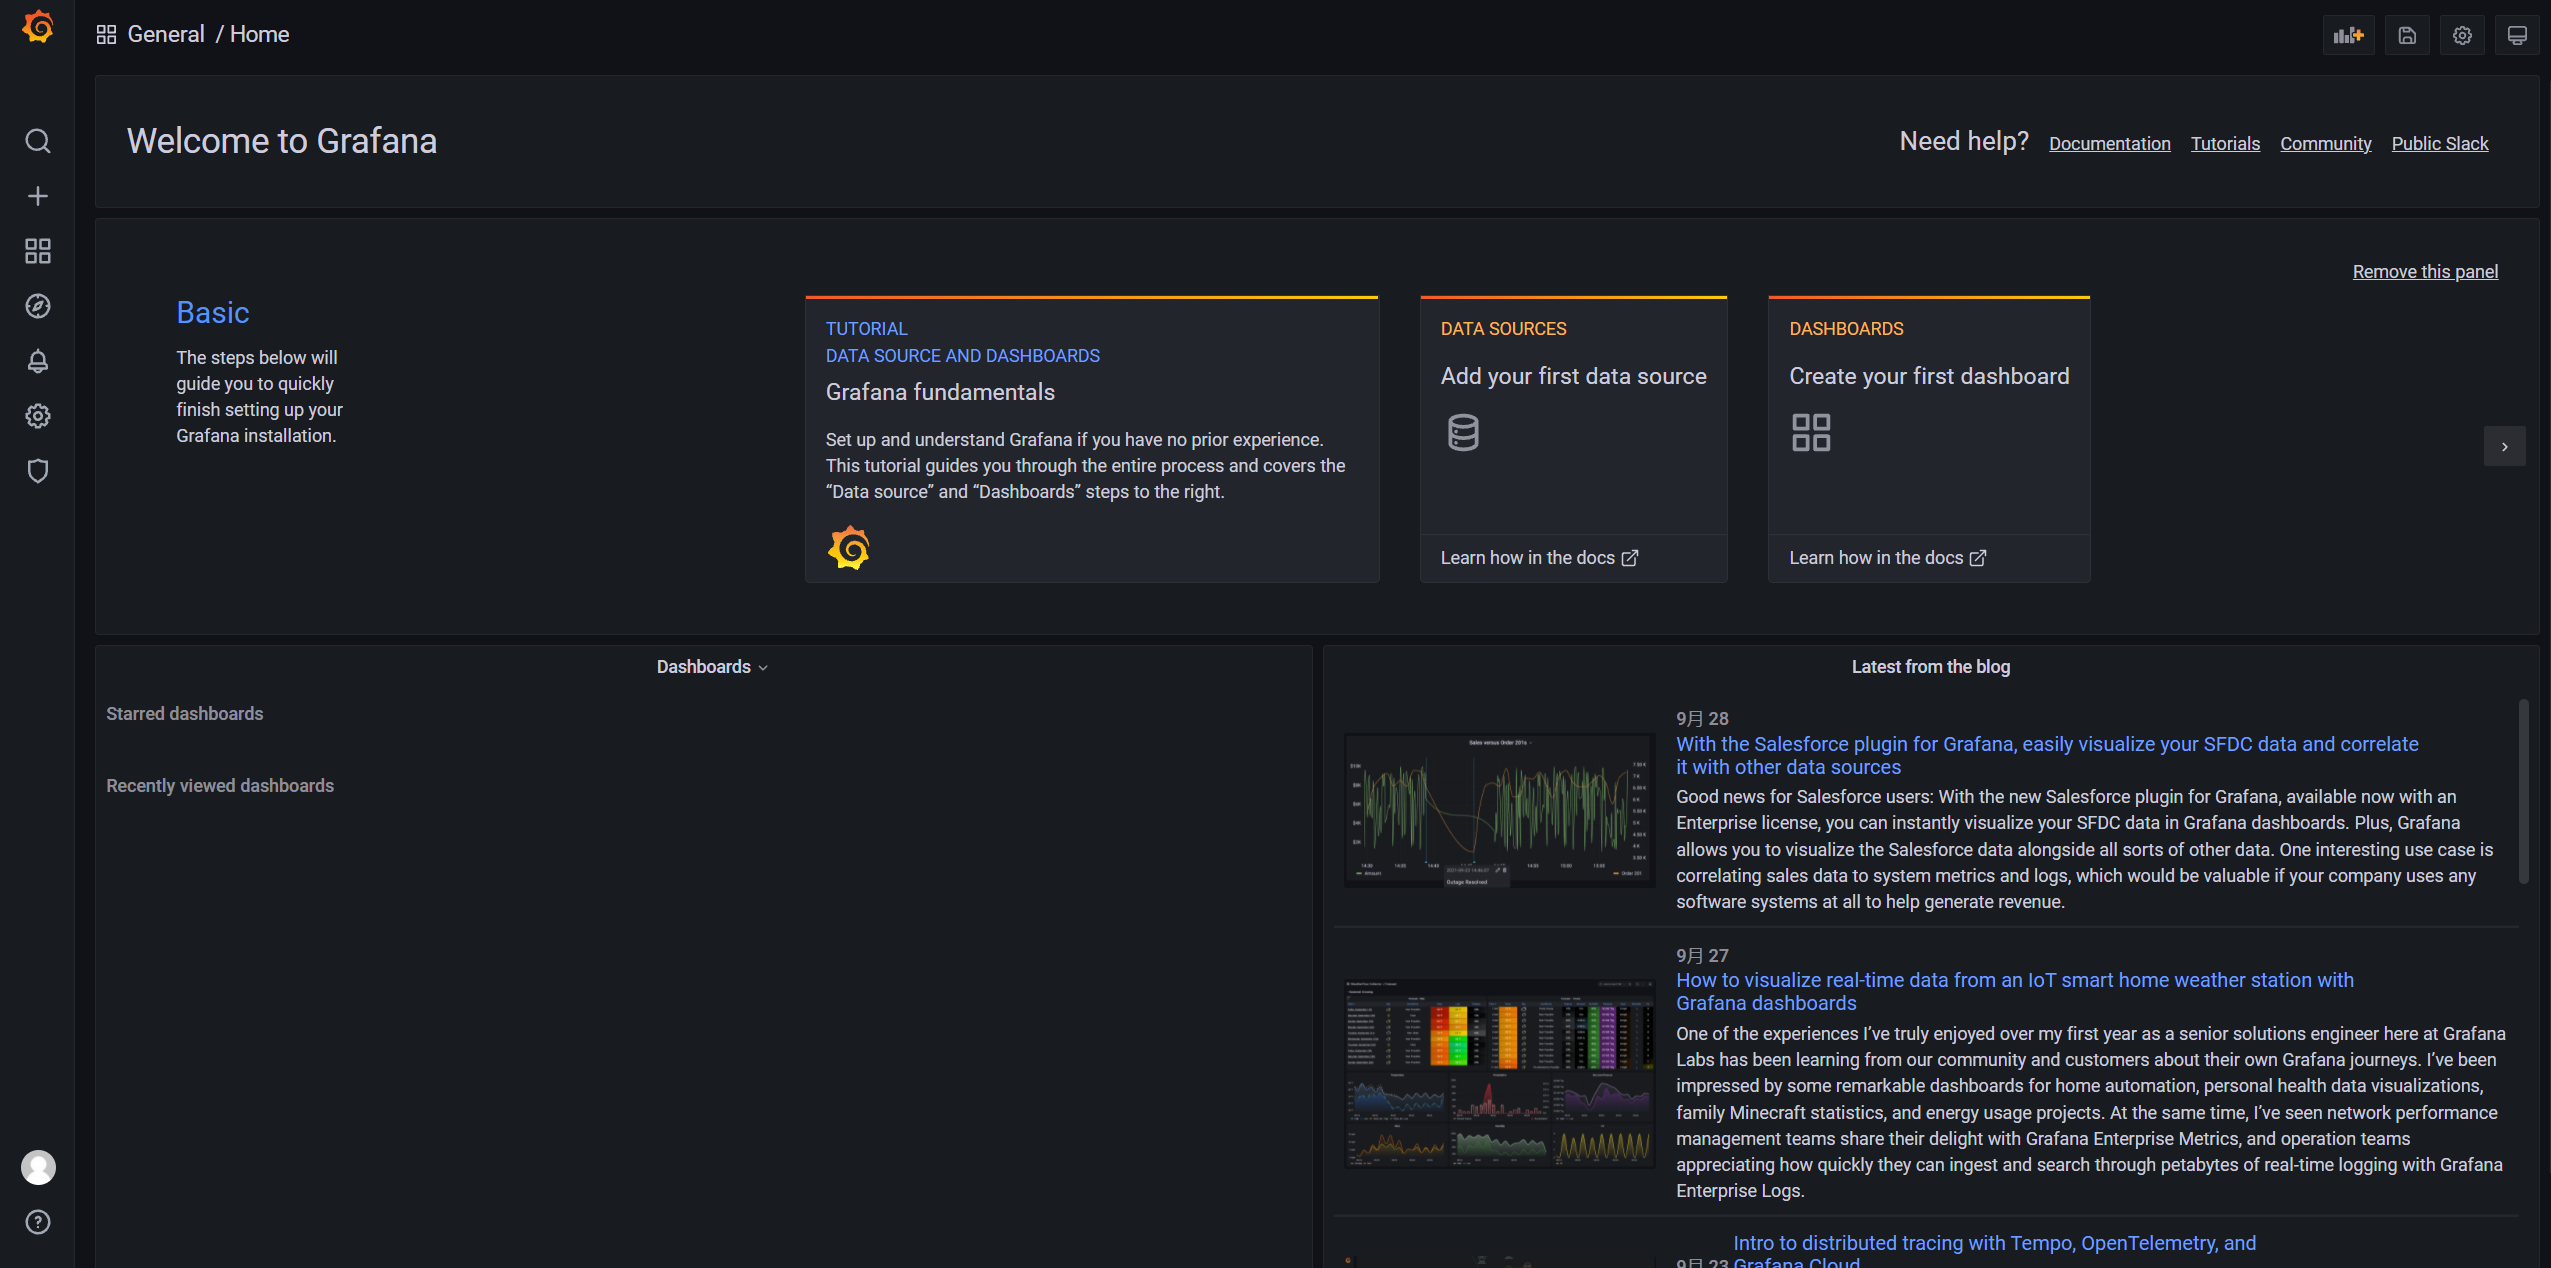 General / Home
Welcome to Grafana
Need help? Documentation Tutorials Community Public Slack
Remove this panel
Basic
The steps below will
guide you to quickly
finish setting up your
Grafana installation.
TUTORIAL
DATA SOURCE AND DASHBOARDS
Grafana fundamentals
Set up and understand Grafana if you have no prior experience.
This tutorial guides you through the entire process and covers the
“Data source” and “Dashboards” steps to the right.
DATA SOURCES
Add your first data source
Learn how in the docs
DASHBOARDS
Create your first dashboard
Learn how in the docs
Dashboards
Starred dashboards
Recently viewed dashboards
Latest from the blog
Outage Resolved
9月 28
With the Salesforce plugin for Grafana, easily visualize your SFDC data and correlate
it with other data sources
Good news for Salesforce users: With the new Salesforce plugin for Grafana, available now with an
Enterprise license, you can instantly visualize your SFDC data in Grafana dashboards. Plus, Grafana
allows you to visualize the Salesforce data alongside all sorts of other data. One interesting use case is
correlating sales data to system metrics and logs, which would be valuable if your company uses any
software systems at all to help generate revenue.
9月 27
How to visualize real-time data from an IoT smart home weather station with
Grafana dashboards
One of the experiences I’ve truly enjoyed over my first year as a senior solutions engineer here at Grafana
Labs has been learning from our community and customers about their own Grafana journeys. I’ve been
impressed by some remarkable dashboards for home automation, personal health data visualizations,
family Minecraft statistics, and energy usage projects. At the same time, I’ve seen network performance
management teams share their delight with Grafana Enterprise Metrics, and operation teams
appreciating how quickly they can ingest and search through petabytes of real-time logging with Grafana
Enterprise Logs.
Intro to distributed tracing with Tempo, OpenTelemetry, and
9月 23 Grafana Cloud